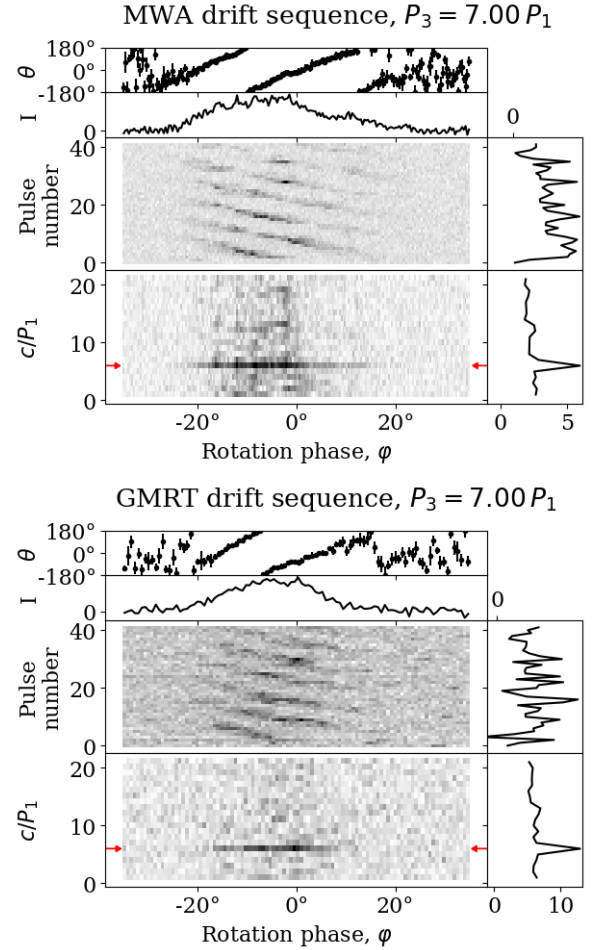 MWA drift sequence, P₃ = 7.00 P₁
180°
θ
0°
-180°
I
0
0
40
Pulse
number
20
0
20
c/P₁
10
0
-20°
0°
20°
0
5
Rotation phase, φ
GMRT drift sequence, P₃ = 7.00 P₁
180°
θ
0°
-180°
I
0
0
40
Pulse
number
20
0
20
c/P₁
10
0
-20°
0°
20°
0
10
Rotation phase, φ